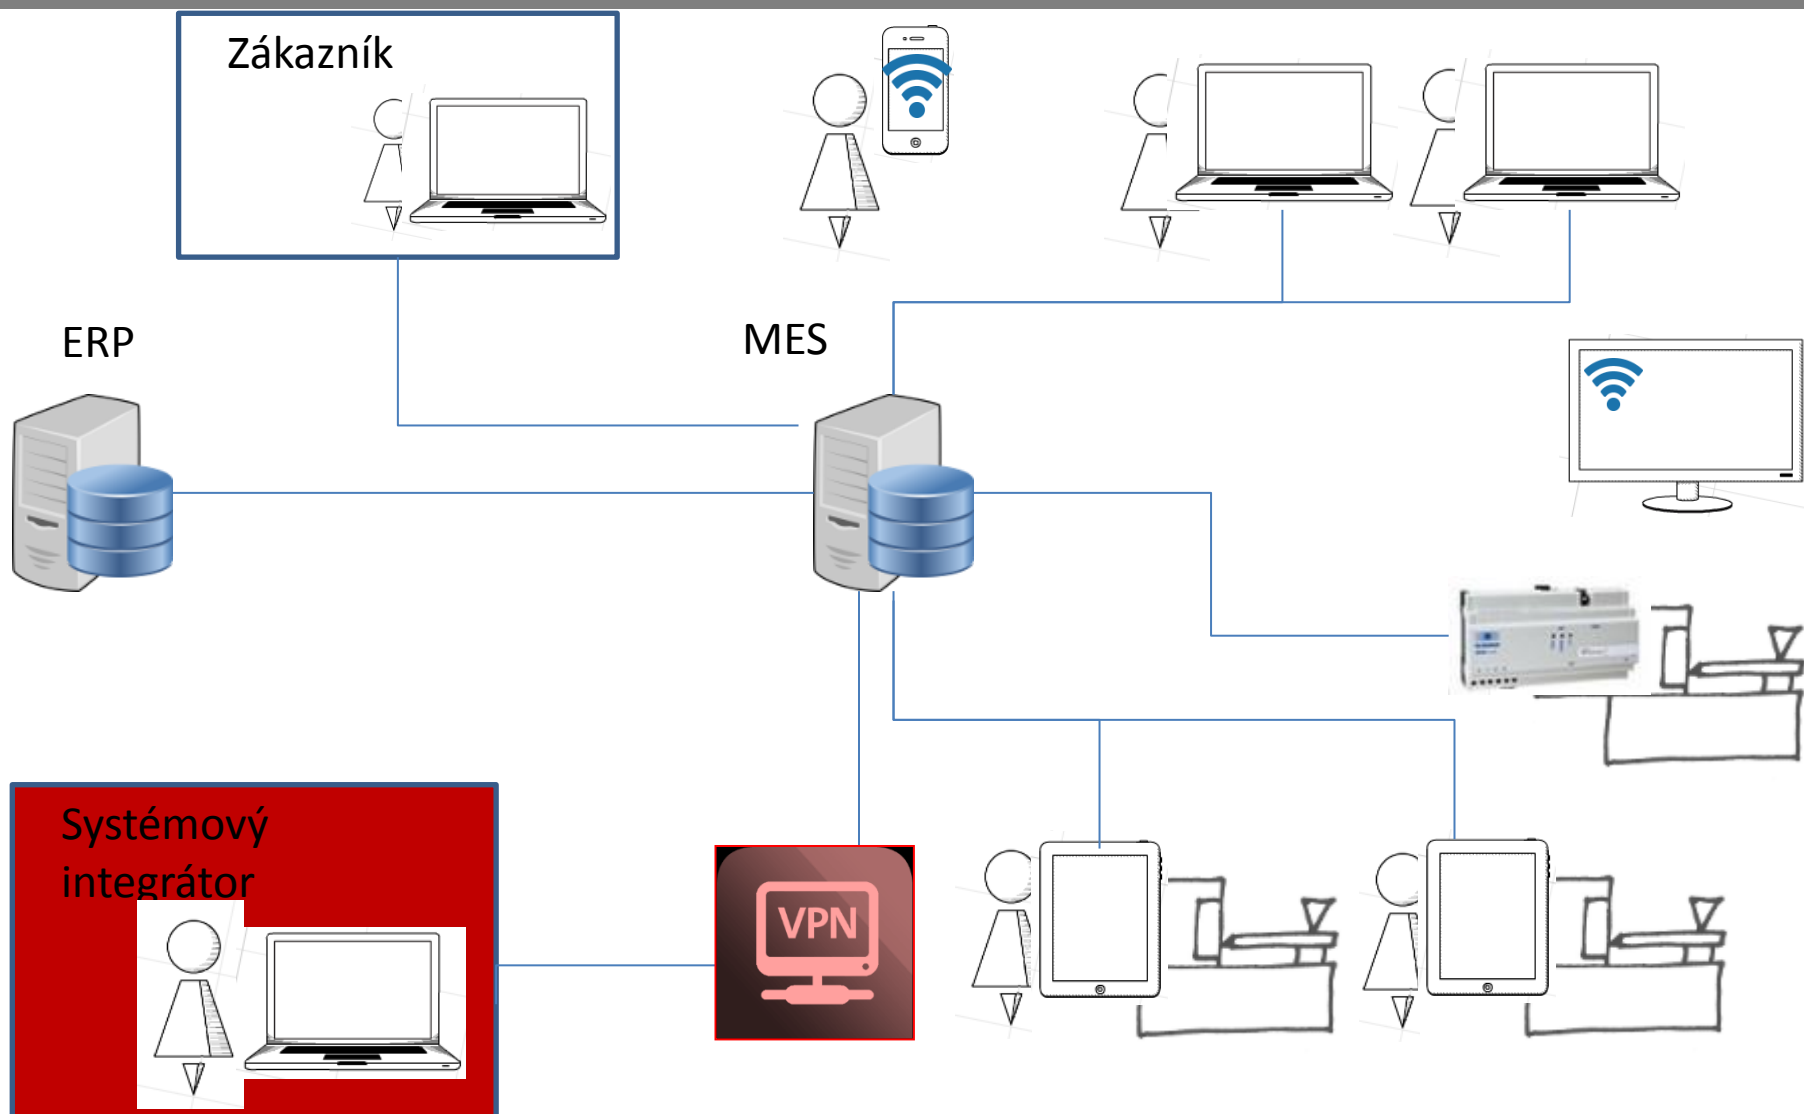 Zákazník
ERP
MES
Systémový
integrátor
VPN